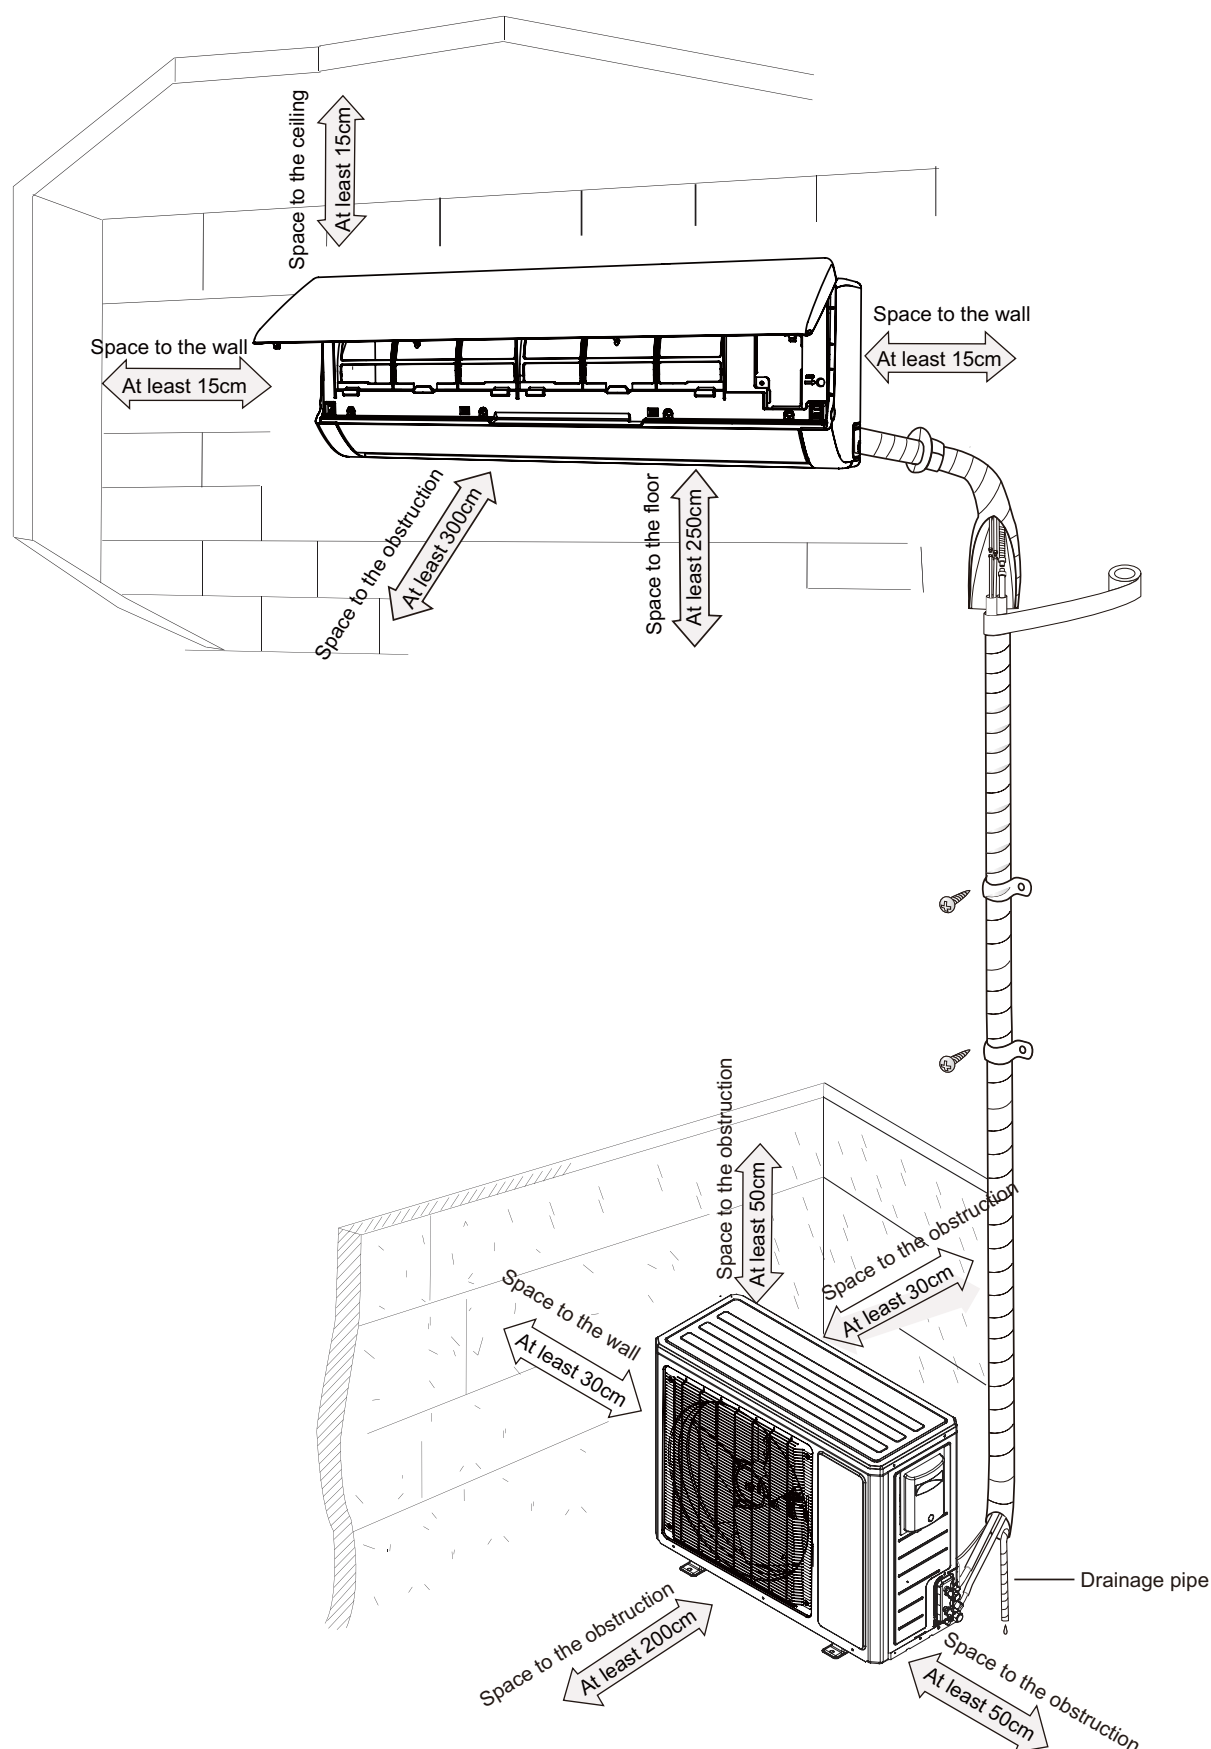 Space to the ceiling
At least 15cm
Space to the wall
At least 15cm
Space to the wall
At least 15cm
Space to the obstruction
At least 300cm
Space to the floor
At least 250cm
Space to the obstruction
At least 50cm
Space to the obstruction
At least 30cm
Space to the wall
At least 30cm
Drainage pipe
Space to the obstruction
At least 200cm
Space to the obstruction
At least 50cm